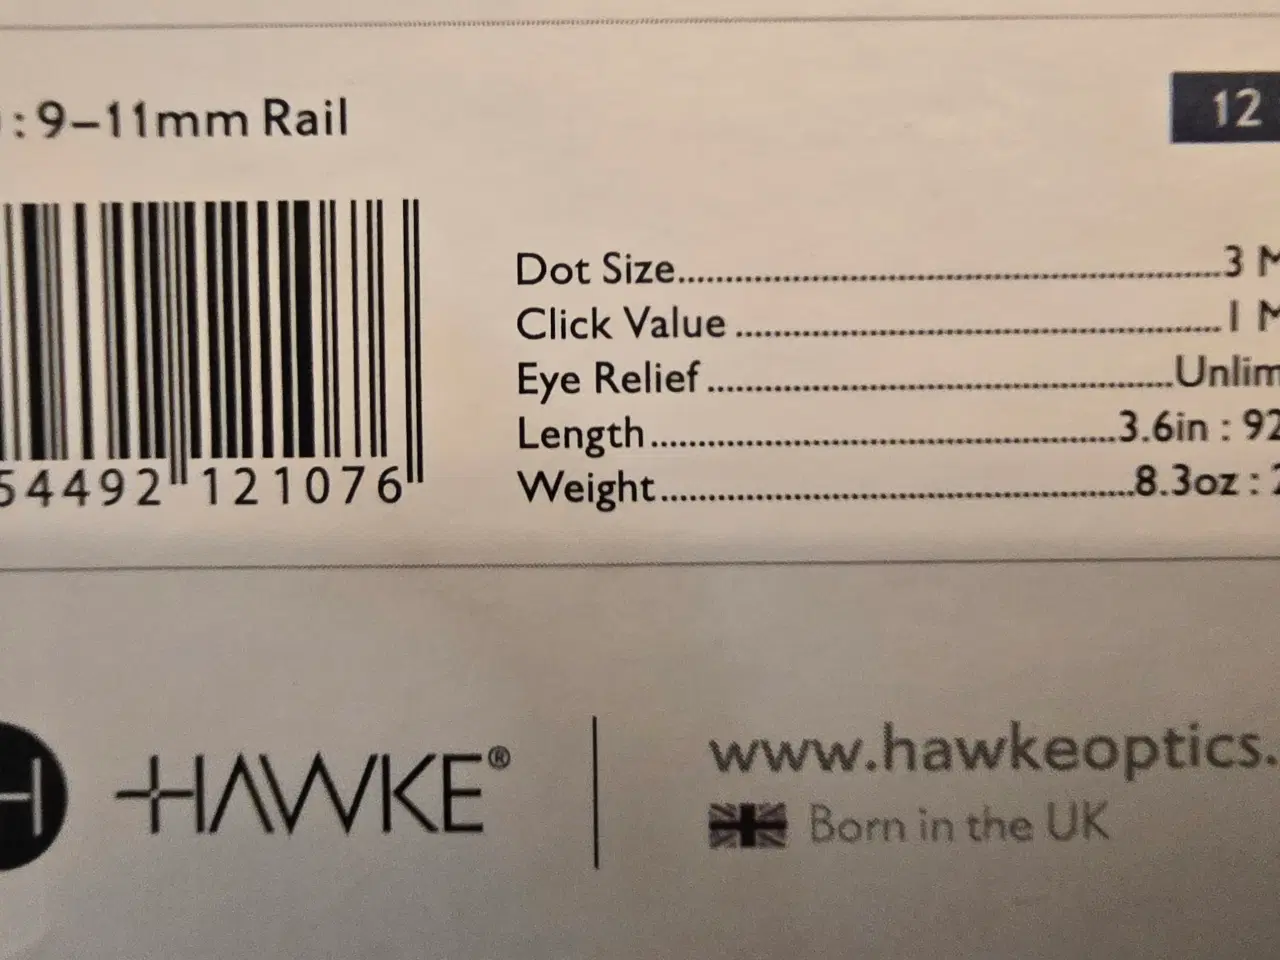 : 9–11mm Rail
12
Dot Size 3 M
Click Value 1 M
Eye Relief Unlim
Length 3.6in : 92
Weight 8.3oz : 2
54492 121076
HAWKE®
www.hawkeoptics.
Born in the UK